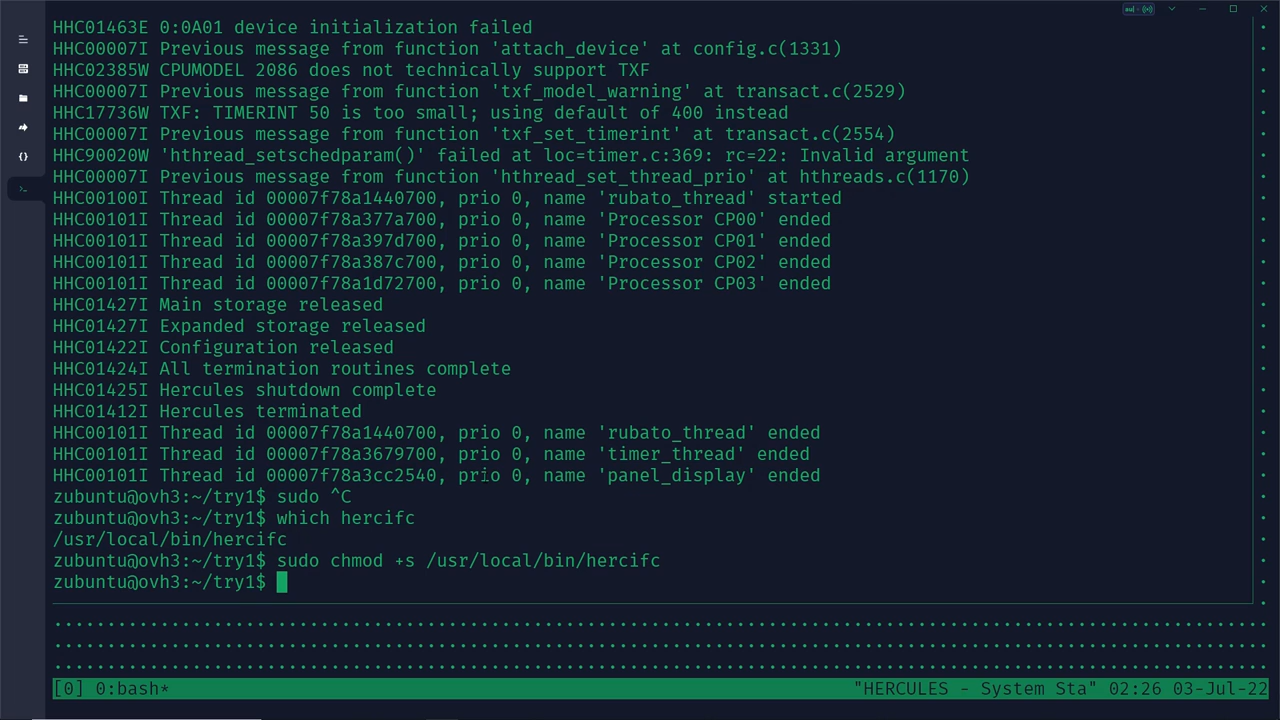 HHC01463E 0:0A01 device initialization failed
HHC00007I Previous message from function 'attach_device' at config.c(1331)
HHC02385W CPUMODEL 2086 does not technically support TXF
HHC00007I Previous message from function 'txf_model_warning' at transact.c(2529)
HHC17736W TXF: TIMERINT 50 is too small; using default of 400 instead
HHC00007I Previous message from function 'txf_set_timerint' at transact.c(2554)
HHC90020W 'hthread_setschedparam()' failed at loc=timer.c:369: rc=22: Invalid argument
HHC00007I Previous message from function 'hthread_set_thread_prio' at hthreads.c(1170)
HHC00100I Thread id 00007f78a1440700, prio 0, name 'rubato_thread' started
HHC00101I Thread id 00007f78a377a700, prio 0, name 'Processor CP00' ended
HHC00101I Thread id 00007f78a397d700, prio 0, name 'Processor CP01' ended
HHC00101I Thread id 00007f78a387c700, prio 0, name 'Processor CP02' ended
HHC00101I Thread id 00007f78a1d72700, prio 0, name 'Processor CP03' ended
HHC01427I Main storage released
HHC01427I Expanded storage released
HHC01422I Configuration released
HHC01424I All termination routines complete
HHC01425I Hercules shutdown complete
HHC01412I Hercules terminated
HHC00101I Thread id 00007f78a1440700, prio 0, name 'rubato_thread' ended
HHC00101I Thread id 00007f78a3679700, prio 0, name 'timer_thread' ended
HHC00101I Thread id 00007f78a3cc2540, prio 0, name 'panel_display' ended
zubuntu@ovh3:~/try1$ sudo ^C
zubuntu@ovh3:~/try1$ which hercifc
/usr/local/bin/hercifc
zubuntu@ovh3:~/try1$ sudo chmod +s /usr/local/bin/hercifc
zubuntu@ovh3:~/try1$
[0] 0:bash* "HERCULES - System Sta" 02:26 03-Jul-22